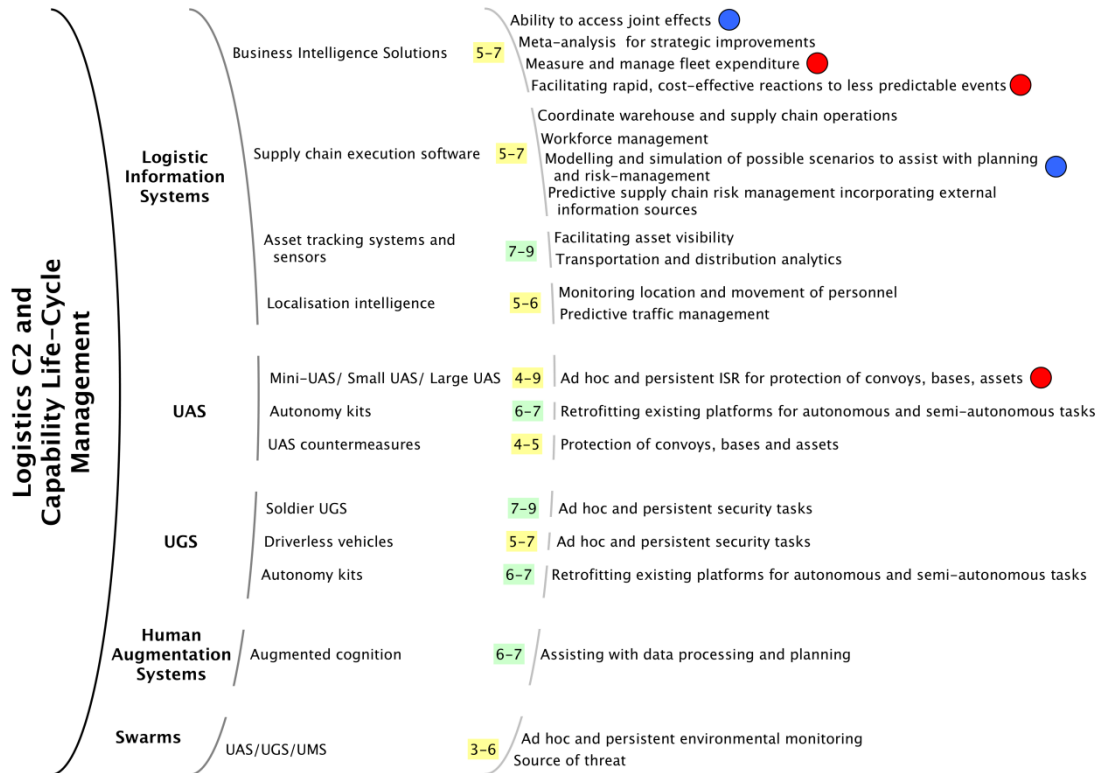 Logistics C2 and
Capability Life-Cycle
Management
Logistic
Information
Systems
Business Intelligence Solutions
5-7
Ability to access joint effects
Meta-analysis for strategic improvements
Measure and manage fleet expenditure
Facilitating rapid, cost-effective reactions to less predictable events
Supply chain execution software
5-7
Coordinate warehouse and supply chain operations
Workforce management
Modelling and simulation of possible scenarios to assist with planning
and risk-management
Predictive supply chain risk management incorporating external
information sources
Asset tracking systems and
sensors
7-9
Facilitating asset visibility
Transportation and distribution analytics
Localisation intelligence
5-6
Monitoring location and movement of personnel
Predictive traffic management
UAS
Mini-UAS/ Small UAS/ Large UAS
4-9
Ad hoc and persistent ISR for protection of convoys, bases, assets
Autonomy kits
6-7
Retrofitting existing platforms for autonomous and semi-autonomous tasks
UAS countermeasures
4-5
Protection of convoys, bases and assets
UGS
Soldier UGS
7-9
Ad hoc and persistent security tasks
Driverless vehicles
5-7
Ad hoc and persistent security tasks
Autonomy kits
6-7
Retrofitting existing platforms for autonomous and semi-autonomous tasks
Human
Augmentation
Systems
Augmented cognition
6-7
Assisting with data processing and planning
Swarms
UAS/UGS/UMS
3-6
Ad hoc and persistent environmental monitoring
Source of threat